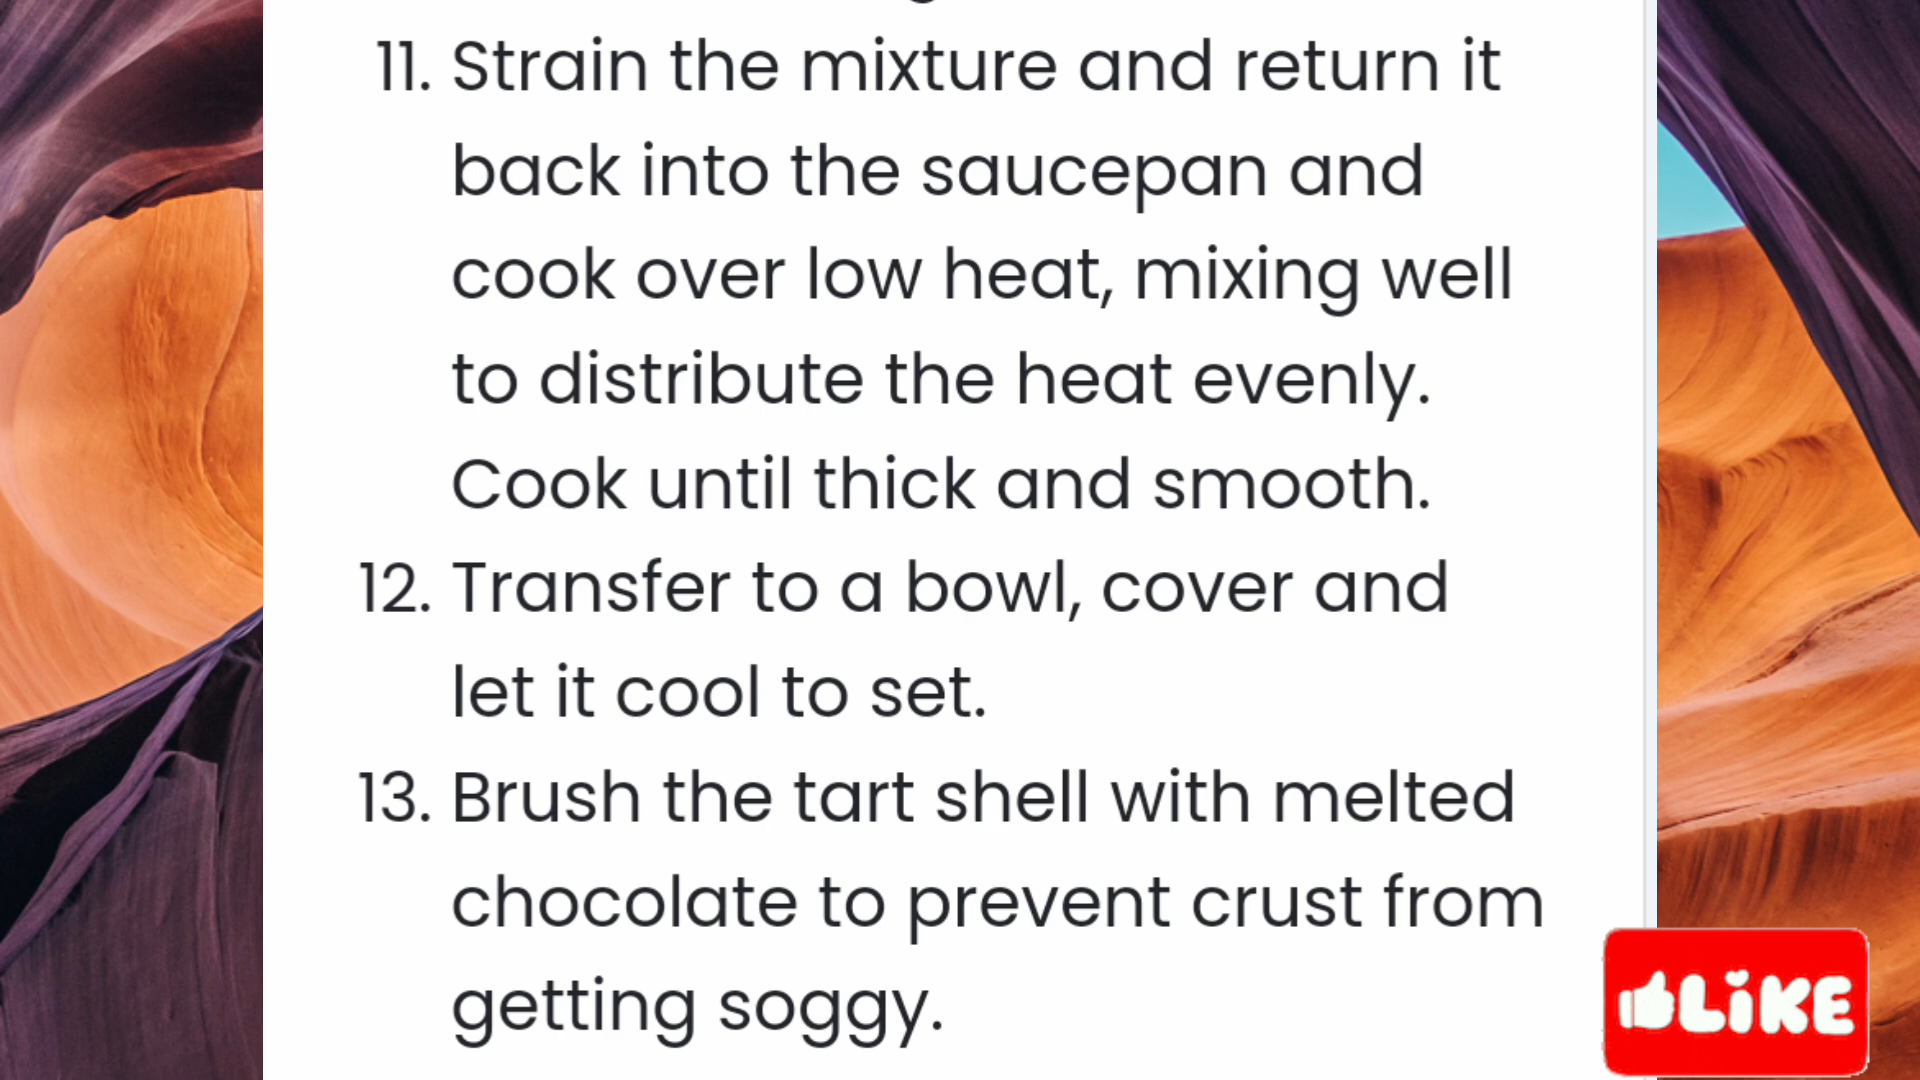 11. Strain the mixture and return it
back into the saucepan and
cook over low heat, mixing well
to distribute the heat evenly.
Cook until thick and smooth.
12. Transfer to a bowl, cover and
let it cool to set.
13. Brush the tart shell with melted
chocolate to prevent crust from
getting soggy.
LiKE